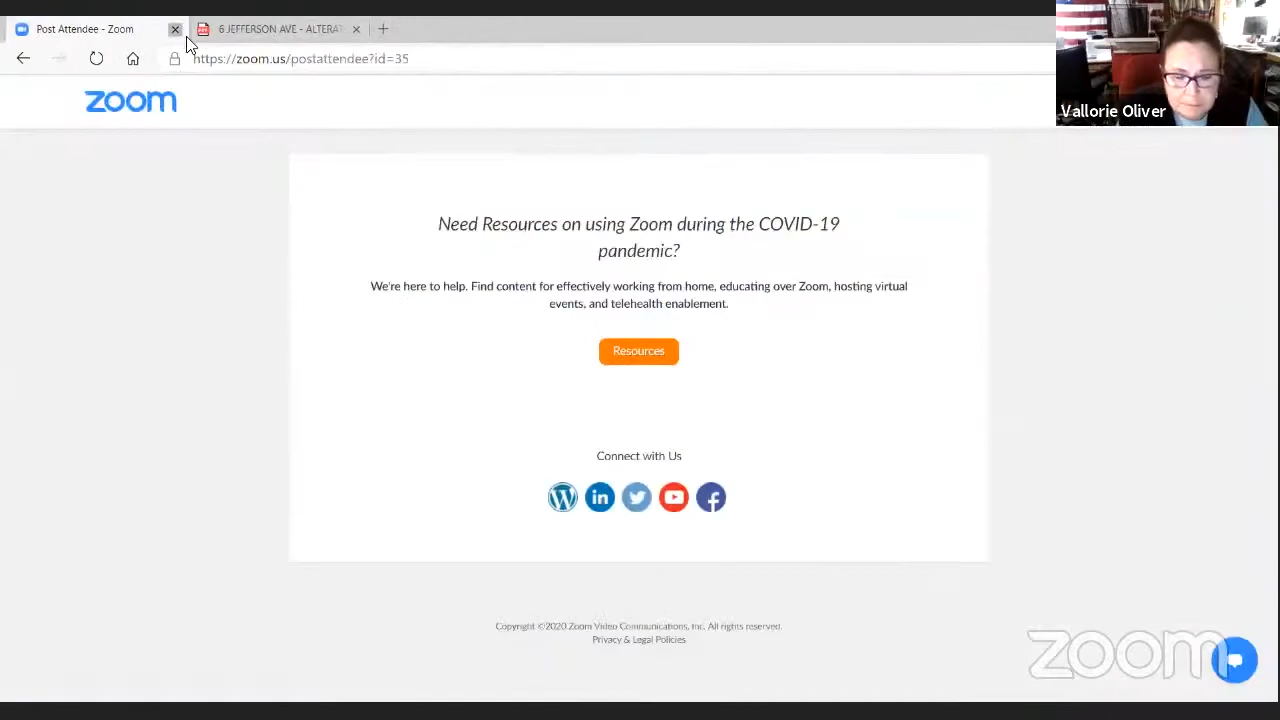 Post Attendee - Zoom
6 JEFFERSON AVE - ALTERAT
https://zoom.us/postattendee?id=35
zoom
Vallorie Oliver
Need Resources on using Zoom during the COVID-19
pandemic?
We're here to help. Find content for effectively working from home, educating over Zoom, hosting virtual
events, and telehealth enablement.
Resources
Connect with Us
in
Copyright ©2020 Zoom Video Communications, Inc. All rights reserved.
Privacy & Legal Policies
zoom